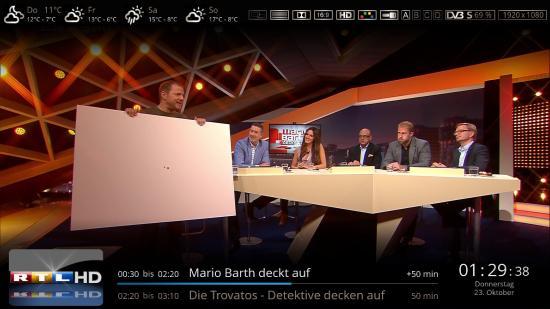 Do 11°C
12°C - 7°C
Fr
13°C - 6°C
Sa
15°C - 8°C
So
17°C - 8°C
16:9 HD A B C D DVB S 69 % 1920 x 1080
RTL HD
00:30 bis 02:20 Mario Barth deckt auf +50 min
02:20 bis 03:10 Die Trovatos - Detektive decken auf 50 min
01:29:38
Donnerstag
23. Oktober